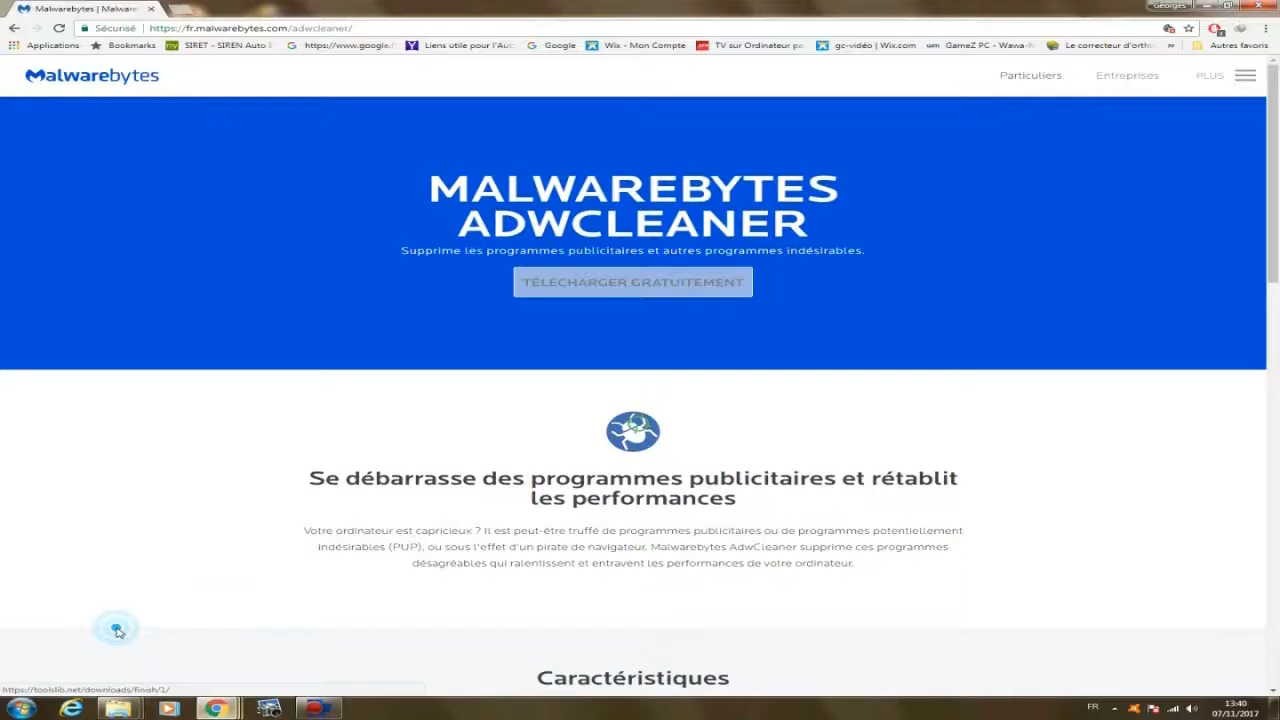 Malwarebytes | Malware
Georges
Sécurisé | https://fr.malwarebytes.com/adwcleaner/
Applications Bookmarks SIRET - SIREN Auto https://www.google.f Liens utile pour l'Au Google Wix - Mon Compte TV sur Ordinateur pa gc-vidéo | Wix.com GameZ PC - Wawa-M Le correcteur d'orth » Autres favoris
Malwarebytes Particuliers Entreprises PLUS
MALWAREBYTES
ADWCLEANER
Supprime les programmes publicitaires et autres programmes indésirables.
TÉLÉCHARGER GRATUITEMENT
Se débarrasse des programmes publicitaires et rétablit
les performances
Votre ordinateur est capricieux ? Il est peut-être truffé de programmes publicitaires ou de programmes potentiellement
indésirables (PUP), ou sous l'effet d'un pirate de navigateur. Malwarebytes AdwCleaner supprime ces programmes
désagréables qui ralentissent et entravent les performances de votre ordinateur.
Caractéristiques
https://toolslib.net/downloads/finish/1/
FR
13:40
07/11/2017